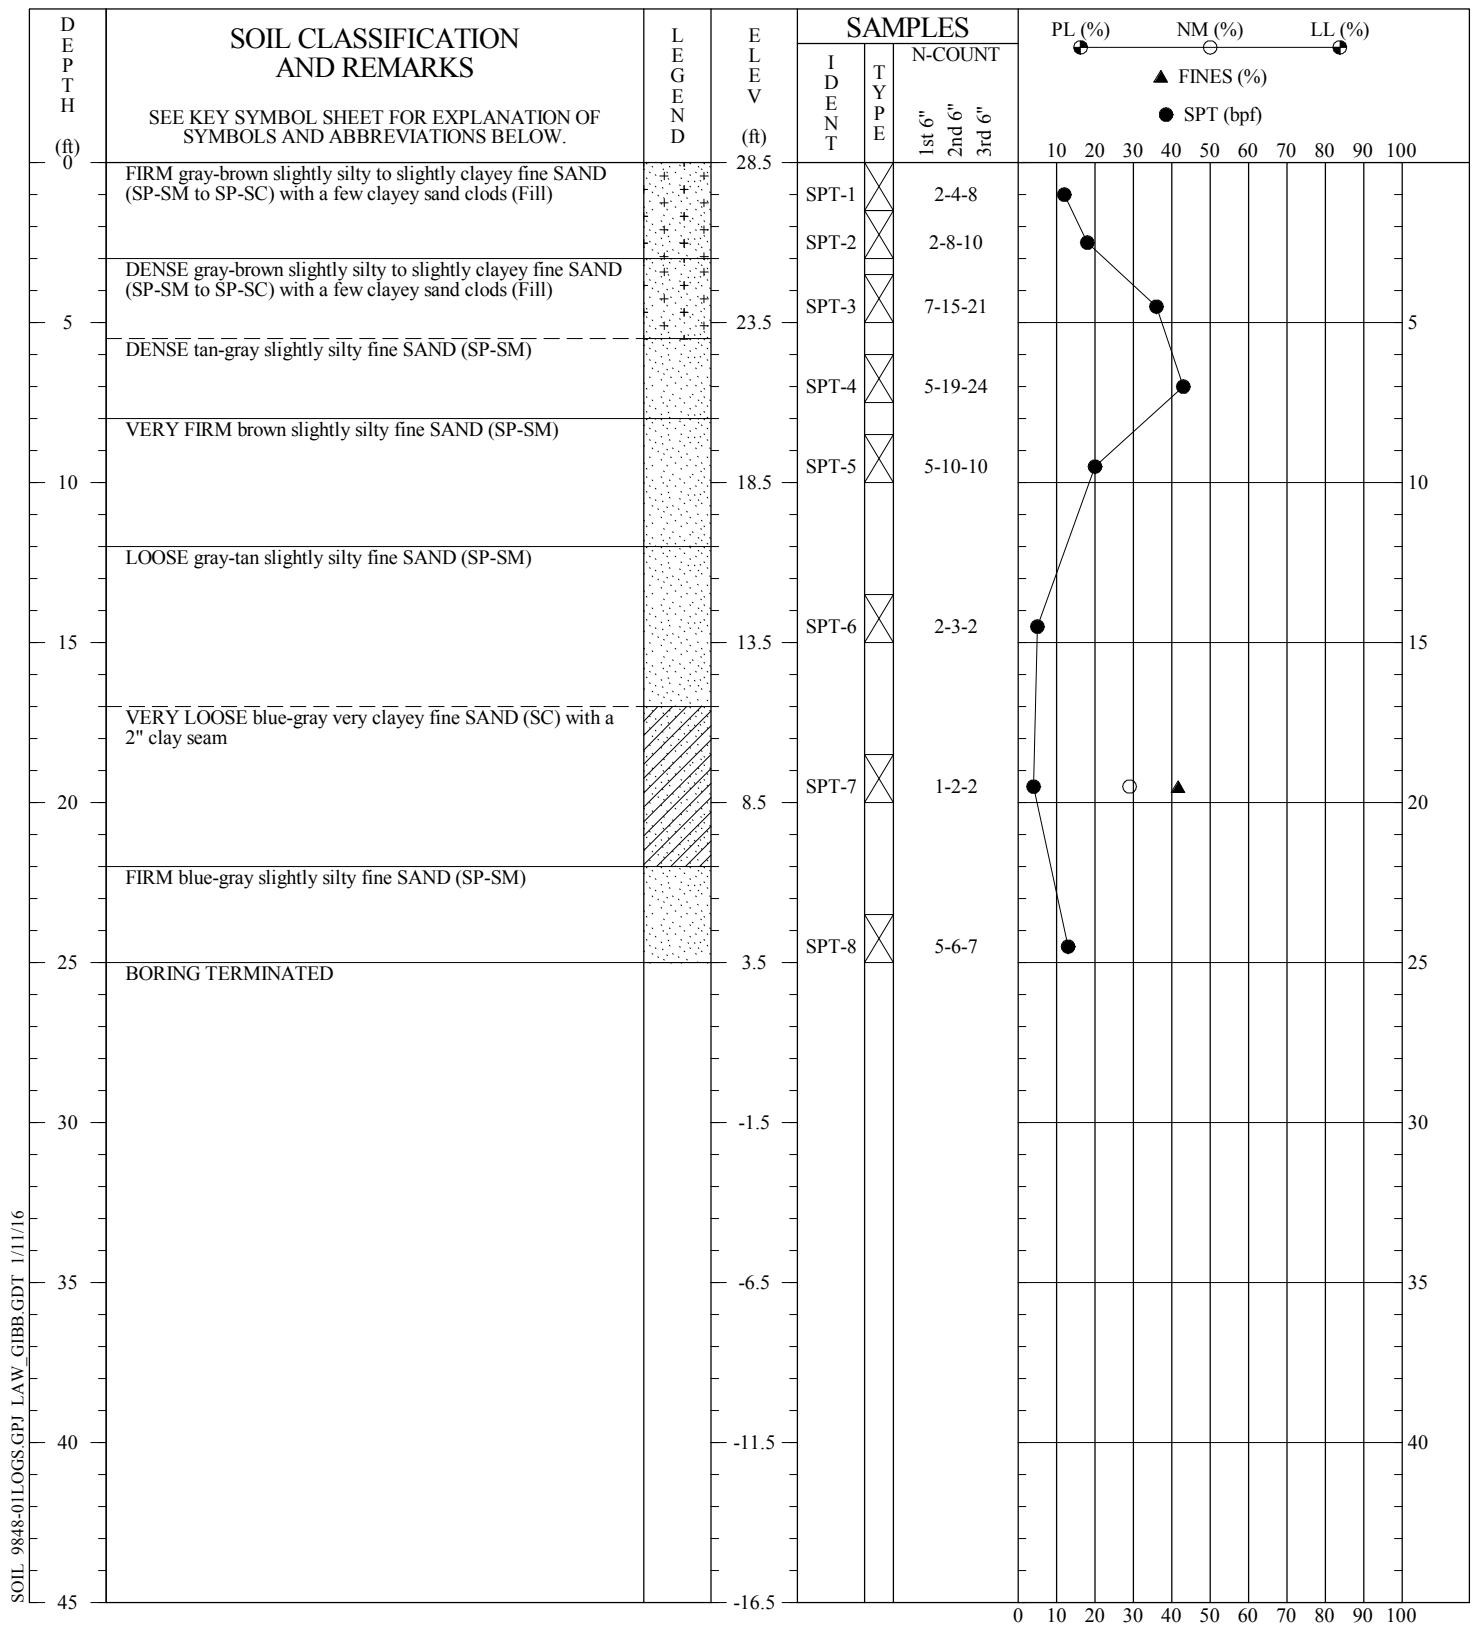 DEPTH (ft)
SOIL CLASSIFICATION
AND REMARKS
SEE KEY SYMBOL SHEET FOR EXPLANATION OF
SYMBOLS AND ABBREVIATIONS BELOW.
LEGEND
ELEV (ft)
SAMPLES
IDENT
TYPE
N-COUNT
1st 6"
2nd 6"
3rd 6"
PL (%) NM (%) LL (%)
FINES (%)
SPT (bpf)
10 20 30 40 50 60 70 80 90 100
0 28.5
FIRM gray-brown slightly silty to slightly clayey fine SAND
(SP-SM to SP-SC) with a few clayey sand clods (Fill)
SPT-1 2-4-8
SPT-2 2-8-10
DENSE gray-brown slightly silty to slightly clayey fine SAND
(SP-SM to SP-SC) with a few clayey sand clods (Fill)
SPT-3 7-15-21
5 23.5 5
DENSE tan-gray slightly silty fine SAND (SP-SM)
SPT-4 5-19-24
VERY FIRM brown slightly silty fine SAND (SP-SM)
SPT-5 5-10-10
10 18.5 10
LOOSE gray-tan slightly silty fine SAND (SP-SM)
SPT-6 2-3-2
15 13.5 15
VERY LOOSE blue-gray very clayey fine SAND (SC) with a
2" clay seam
SPT-7 1-2-2
20 8.5 20
FIRM blue-gray slightly silty fine SAND (SP-SM)
SPT-8 5-6-7
25 3.5 25
BORING TERMINATED
30 -1.5 30
35 -6.5 35
40 -11.5 40
45 -16.5
0 10 20 30 40 50 60 70 80 90 100
SOIL 9848-01LOGS.GPJ LAW_GIBB.GDT 1/11/16